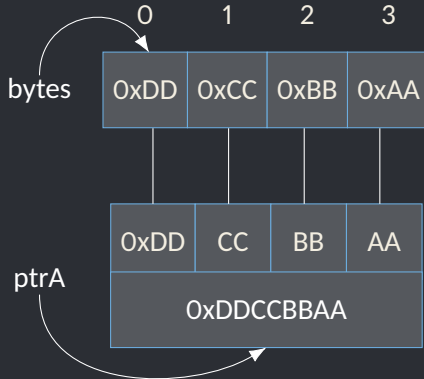 0 1 2 3
bytes 0xDD 0xCC 0xBB 0xAA
0xDD CC BB AA
ptrA
0xDDCCBBAA